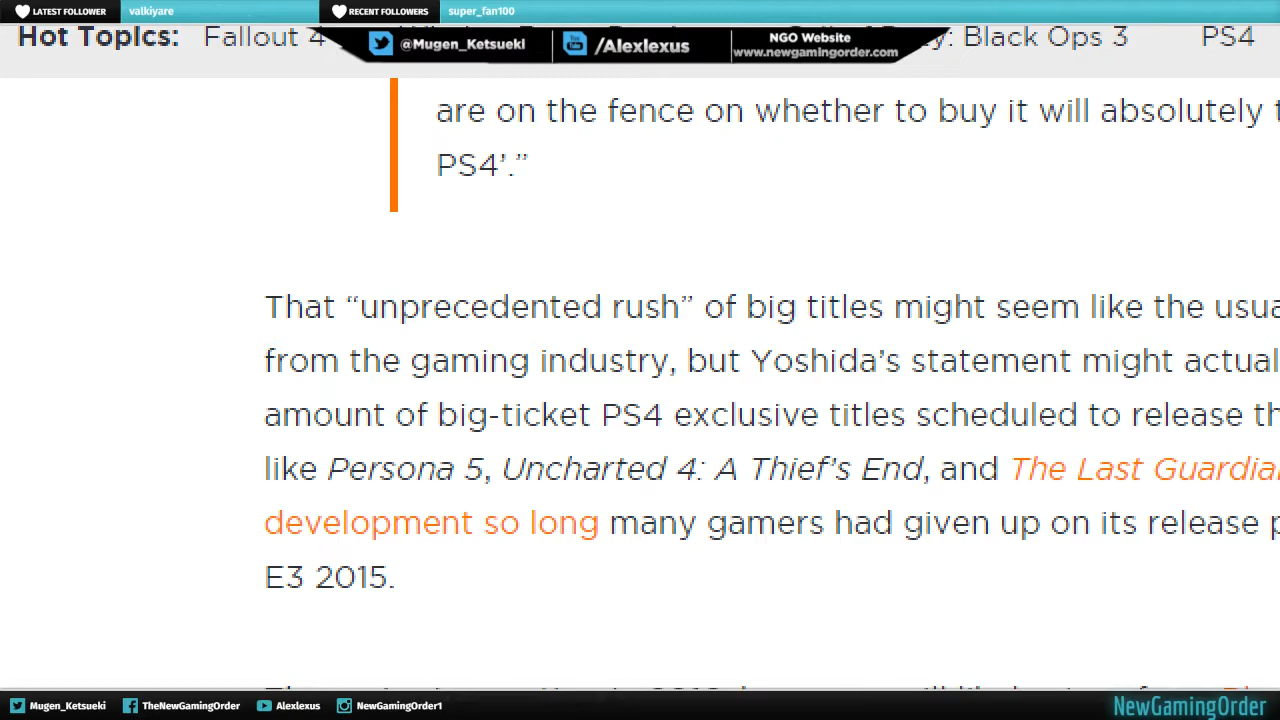 LATEST FOLLOWER valkiyare RECENT FOLLOWERS super_fan100
Hot Topics: Fallout 4 Black Ops 3 PS4
@Mugen_Ketsueki /Alexlexus NGO Website
www.newgamingorder.com
are on the fence on whether to buy it will absolutely
PS4’.”
That “unprecedented rush” of big titles might seem like the usua
from the gaming industry, but Yoshida’s statement might actual
amount of big-ticket PS4 exclusive titles scheduled to release th
like Persona 5, Uncharted 4: A Thief’s End, and The Last Guardia
development so long many gamers had given up on its release p
E3 2015.
Mugen_Ketsueki TheNewGamingOrder Alexlexus NewGamingOrder1 NewGamingOrder